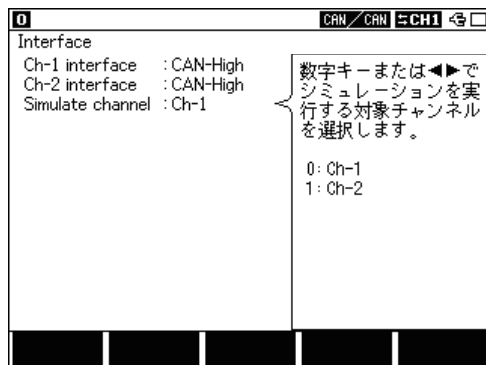 0 CAN/CAN ⇆CH1
Interface
Ch-1 interface :CAN-High
Ch-2 interface :CAN-High
Simulate channel :Ch-1
数字キーまたは◀▶で
シミュレーションを実
行する対象チャンネル
を選択します。
0: Ch-1
1: Ch-2